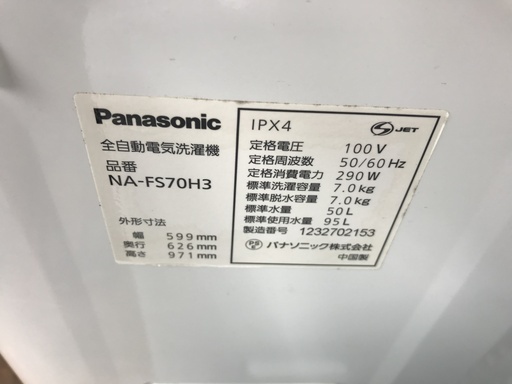 Panasonic
全自動電気洗濯機
品番
NA-FS70H3
外形寸法
幅 599mm
奥行 626mm
高さ 971mm
IPX4
S JET
定格電圧 100V
定格周波数 50/60Hz
定格消費電力 290W
標準洗濯容量 7.0kg
標準脱水容量 7.0kg
標準水量 50L
標準使用水量 95L
製造番号 1232702153
PS E パナソニック株式会社
中国製